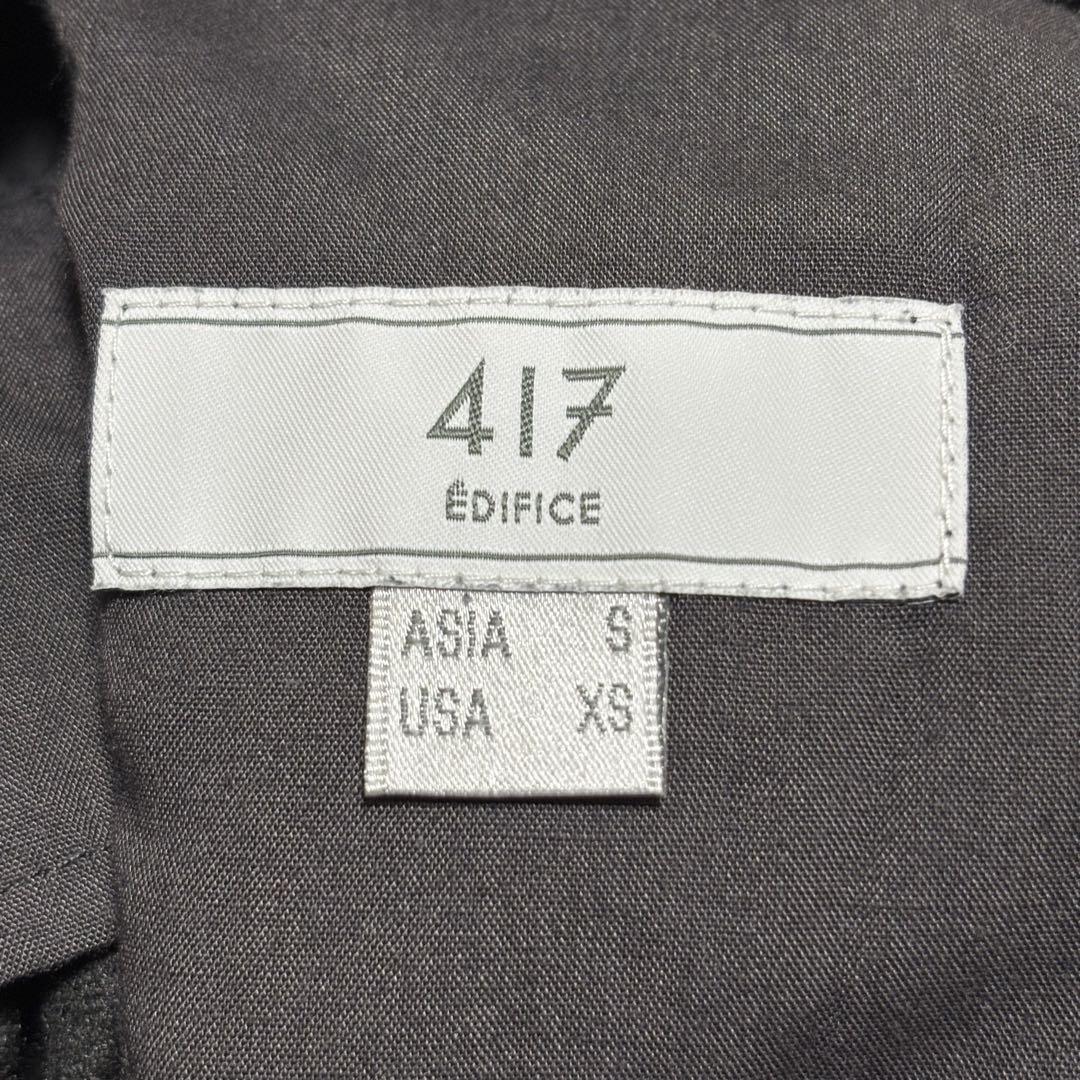 417
ÉDIFICE
ASIA S
USA XS